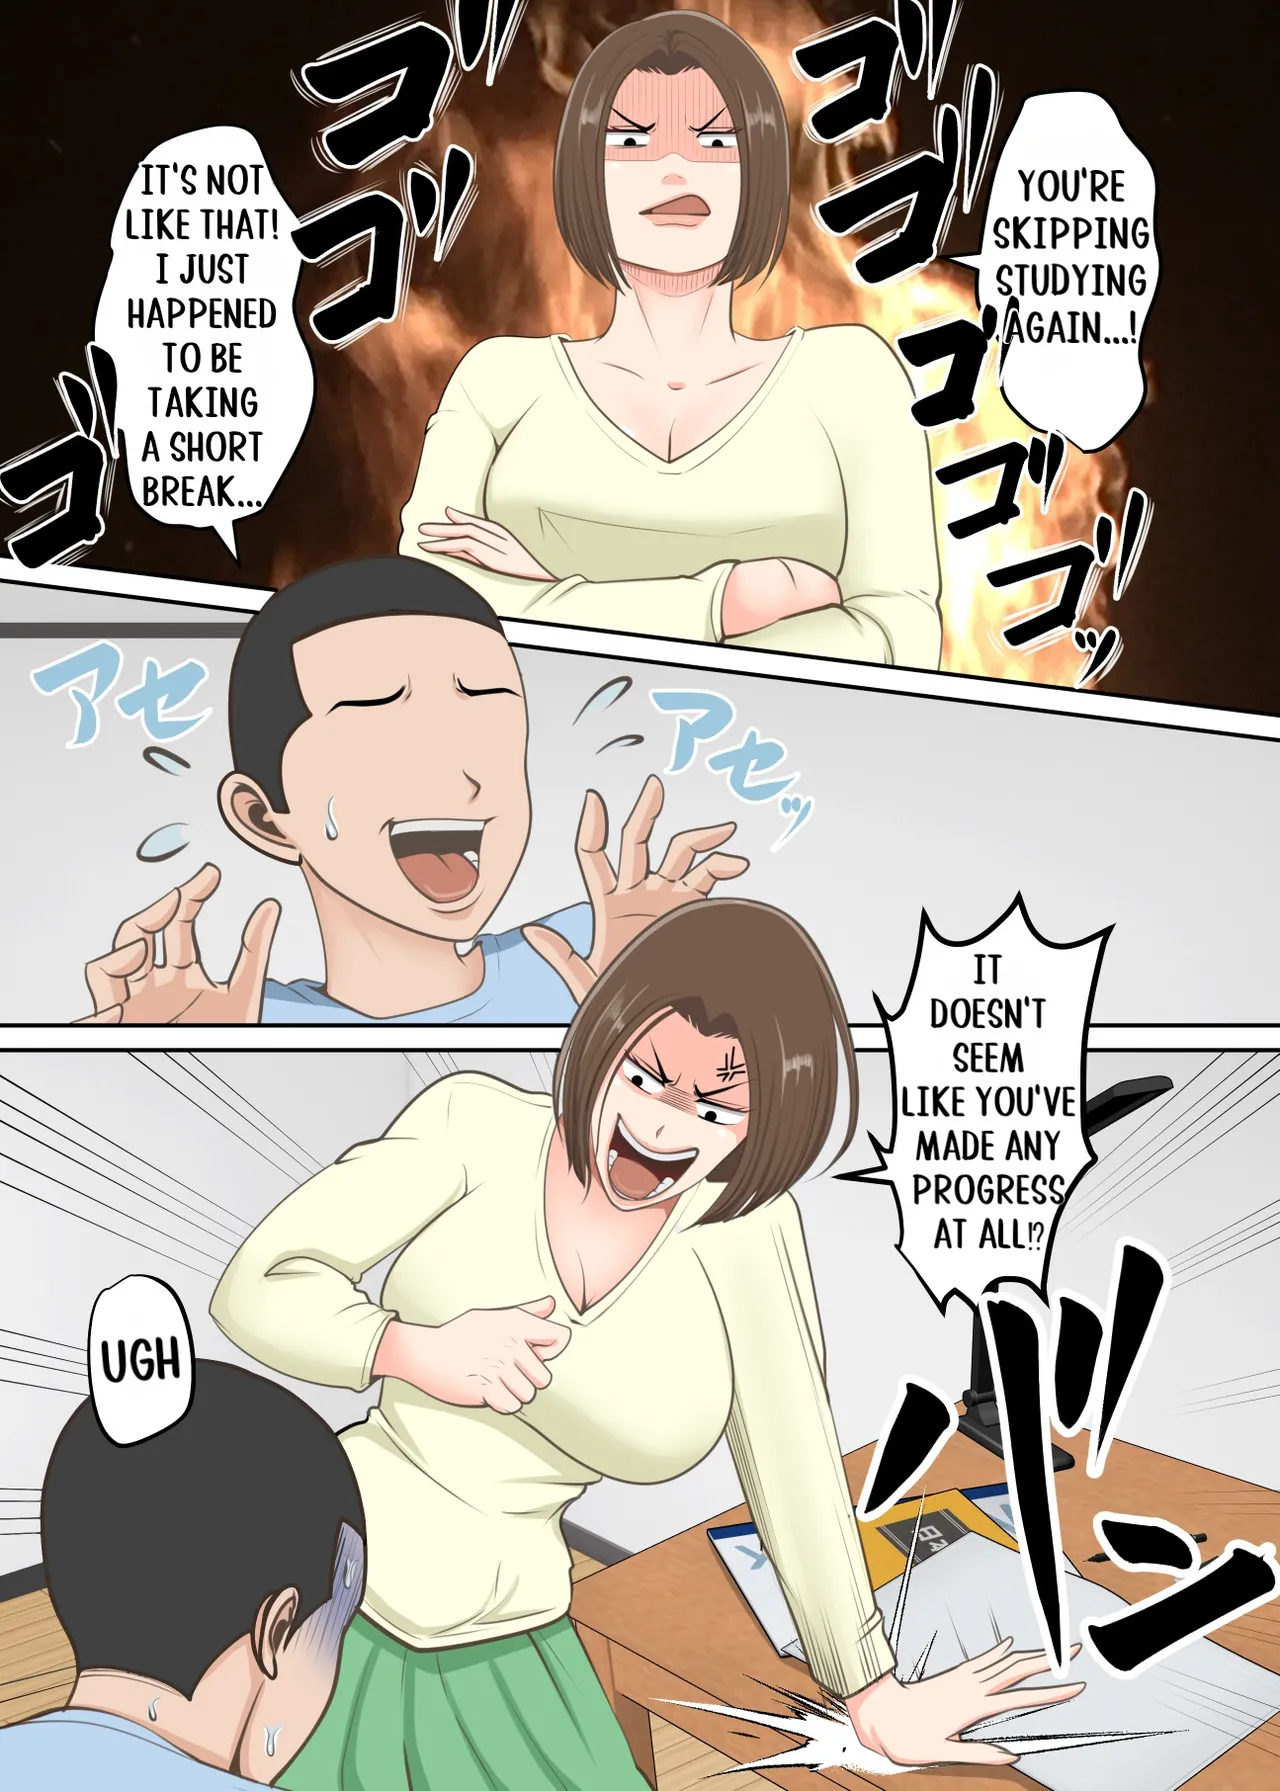 YOU'RE
SKIPPING
STUDYING
AGAIN...!
ゴゴゴ
ゴゴゴゴッ
IT'S NOT
LIKE THAT!
I JUST
HAPPENED
TO BE
TAKING
A SHORT
BREAK...
アセ
アセッ
IT
DOESN'T
SEEM
LIKE YOU'VE
MADE ANY
PROGRESS
AT ALL!?
バンッ
UGH